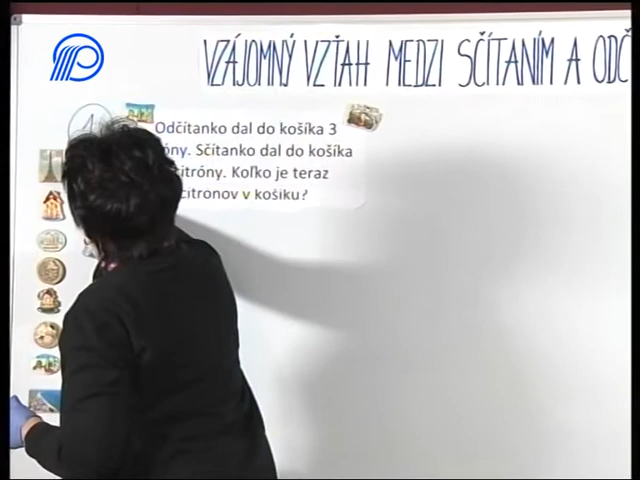 VZÁJOMNÝ VZŤAH MEDZI SČÍTANÍM A ODČ
Odčítanko dal do košíka 3
óny. Sčítanko dal do košíka
citróny. Koľko je teraz
citronov v košíku?